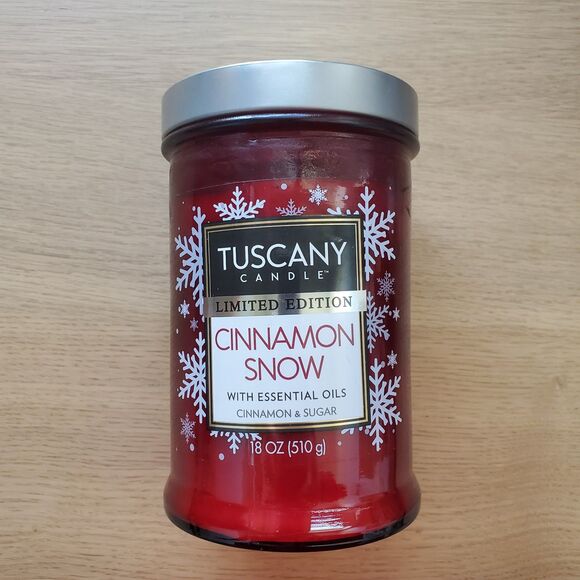 TUSCANY
CANDLE™
LIMITED EDITION
CINNAMON
SNOW
WITH ESSENTIAL OILS
CINNAMON & SUGAR
18 OZ (510 g)